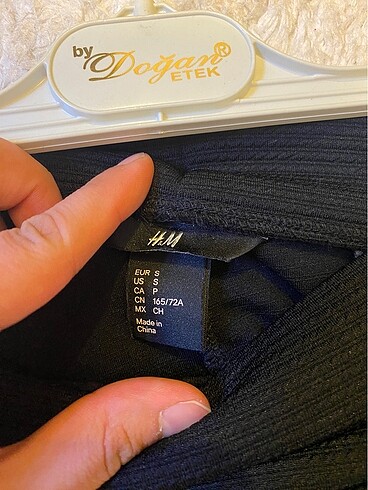 by
Doğan®
ETEK
H&M
EUR S
US S
CA P
CN 165/72A
MX CH
Made in
China